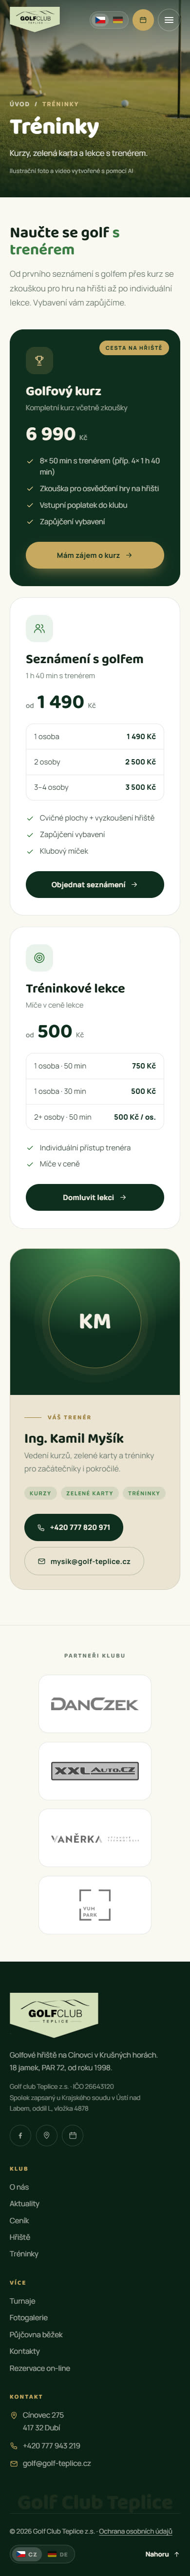 GOLFCLUB
TEPLICE
ÚVOD / TRÉNINKY
Tréninky
Kurzy, zelená karta a lekce s trenérem.
Ilustrační foto a video vytvořené s pomocí AI
Naučte se golf s
trenérem
Od prvního seznámení s golfem přes kurz se
zkouškou pro hru na hřišti až po individuální
lekce. Vybavení vám zapůjčíme.
CESTA NA HŘIŠTĚ
Golfový kurz
Kompletní kurz včetně zkoušky
6 990 Kč
8× 50 min s trenérem (příp. 4× 1 h 40
min)
Zkouška pro osvědčení hry na hřišti
Vstupní poplatek do klubu
Zapůjčení vybavení
Mám zájem o kurz →
Seznámení s golfem
1 h 40 min s trenérem
od 1 490 Kč
1 osoba 1 490 Kč
2 osoby 2 500 Kč
3–4 osoby 3 500 Kč
Cvičné plochy + vyzkoušení hřiště
Zapůjčení vybavení
Klubový míček
Objednat seznámení →
Tréninkové lekce
Míče v ceně lekce
od 500 Kč
1 osoba · 50 min 750 Kč
1 osoba · 30 min 500 Kč
2+ osoby · 50 min 500 Kč / os.
Individuální přístup trenéra
Míče v ceně
Domluvit lekci →
KM
VÁŠ TRENÉR
Ing. Kamil Myšík
Vedení kurzů, zelené karty a tréninky
pro začátečníky i pokročilé.
KURZY ZELENÉ KARTY TRÉNINKY
+420 777 820 971
mysik@golf-teplice.cz
PARTNEŘI KLUBU
DANCZEK
XXL AUTO.CZ
VANĚRKA
VUM
PARK
GOLFCLUB
TEPLICE
Golfové hřiště na Cínovci v Krušných horách.
18 jamek, PAR 72, od roku 1998.
Golf club Teplice z.s. · IČO 26643120
Spolek zapsaný u Krajského soudu v Ústí nad
Labem, oddíl L, vložka 4878
KLUB
O nás
Aktuality
Ceník
Hřiště
Tréninky
VÍCE
Turnaje
Fotogalerie
Půjčovna běžek
Kontakty
Rezervace on-line
KONTAKT
Cínovec 275
417 32 Dubí
+420 777 943 219
golf@golf-teplice.cz
Golf Club Teplice
© 2026 Golf Club Teplice z.s. · Ochrana osobních údajů
CZ DE Nahoru ↑